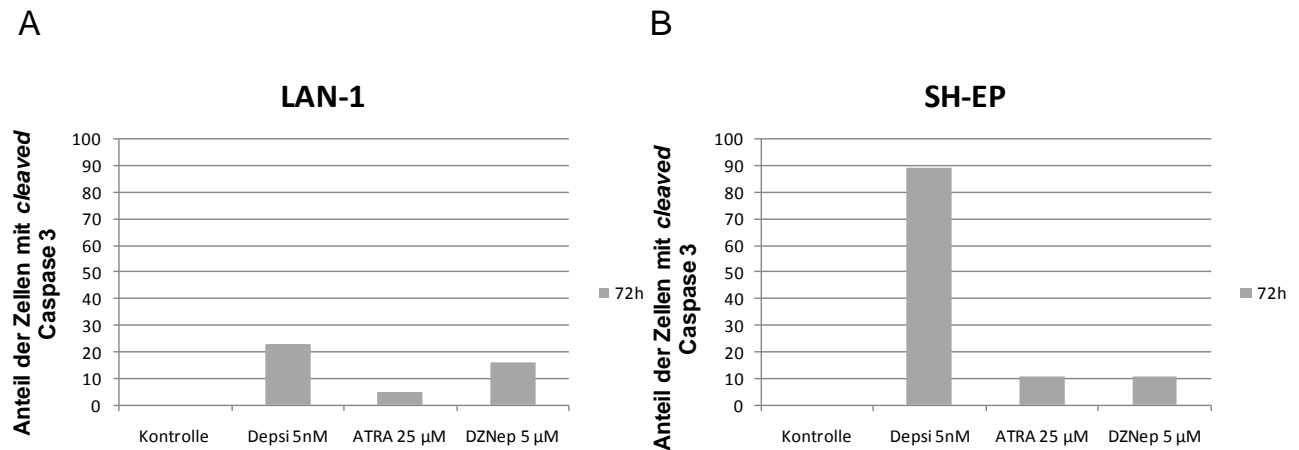 A
B
LAN-1
Anteil der Zellen mit cleaved
Caspase 3
100
90
80
70
60
50
40
30
20
10
0
Kontrolle
Depsi 5nM
ATRA 25 µM
DZNep 5 µM
72h
SH-EP
Anteil der Zellen mit cleaved
Caspase 3
100
90
80
70
60
50
40
30
20
10
0
Kontrolle
Depsi 5nM
ATRA 25 µM
DZNep 5 µM
72h